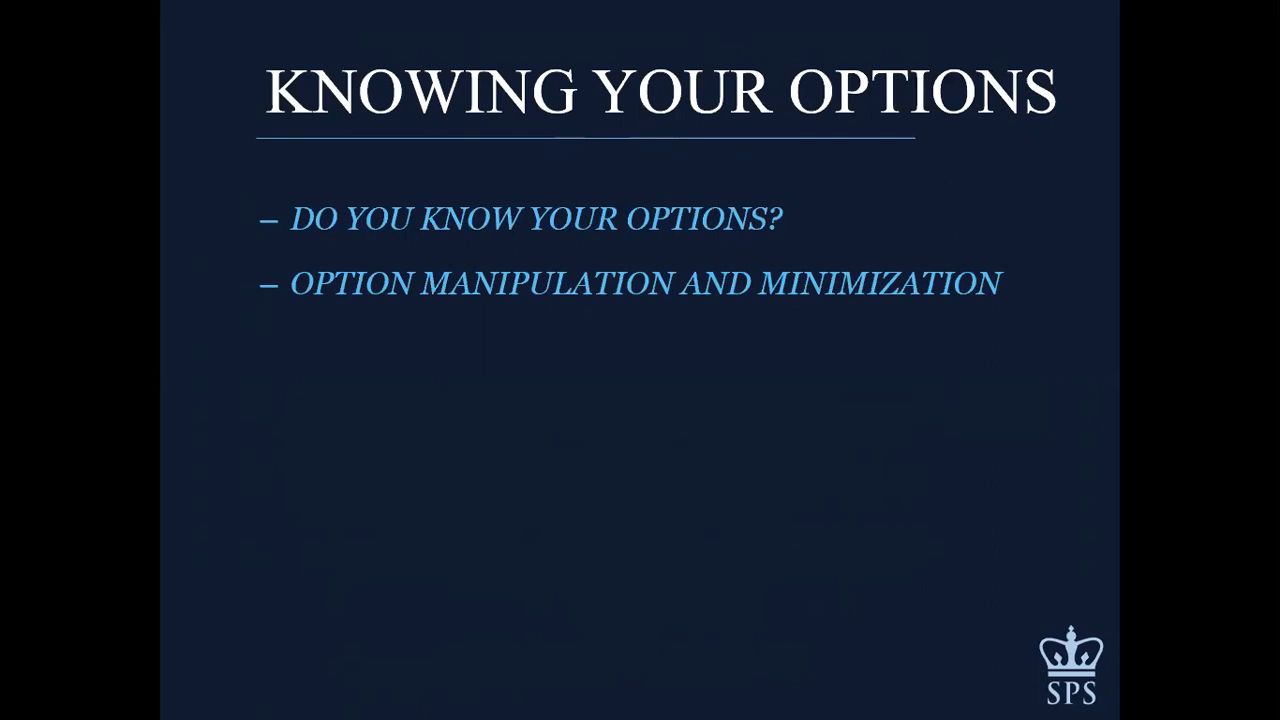 KNOWING YOUR OPTIONS
– DO YOU KNOW YOUR OPTIONS?
– OPTION MANIPULATION AND MINIMIZATION
SPS